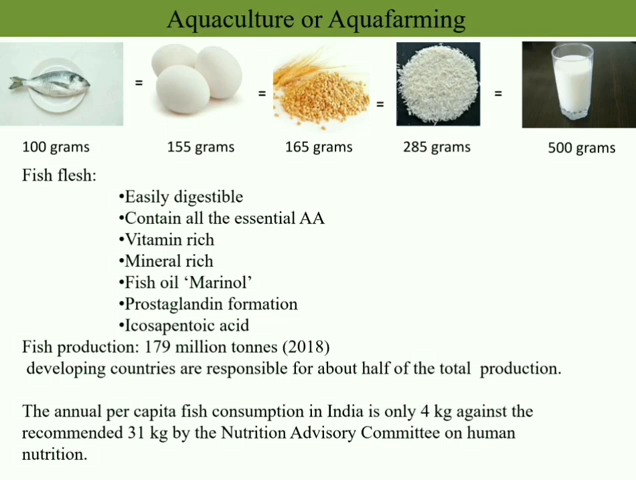 Aquaculture or Aquafarming
= = = =
100 grams 155 grams 165 grams 285 grams 500 grams
Fish flesh:
•Easily digestible
•Contain all the essential AA
•Vitamin rich
•Mineral rich
•Fish oil ‘Marinol’
•Prostaglandin formation
•Icosapentoic acid
Fish production: 179 million tonnes (2018)
developing countries are responsible for about half of the total production.
The annual per capita fish consumption in India is only 4 kg against the
recommended 31 kg by the Nutrition Advisory Committee on human
nutrition.